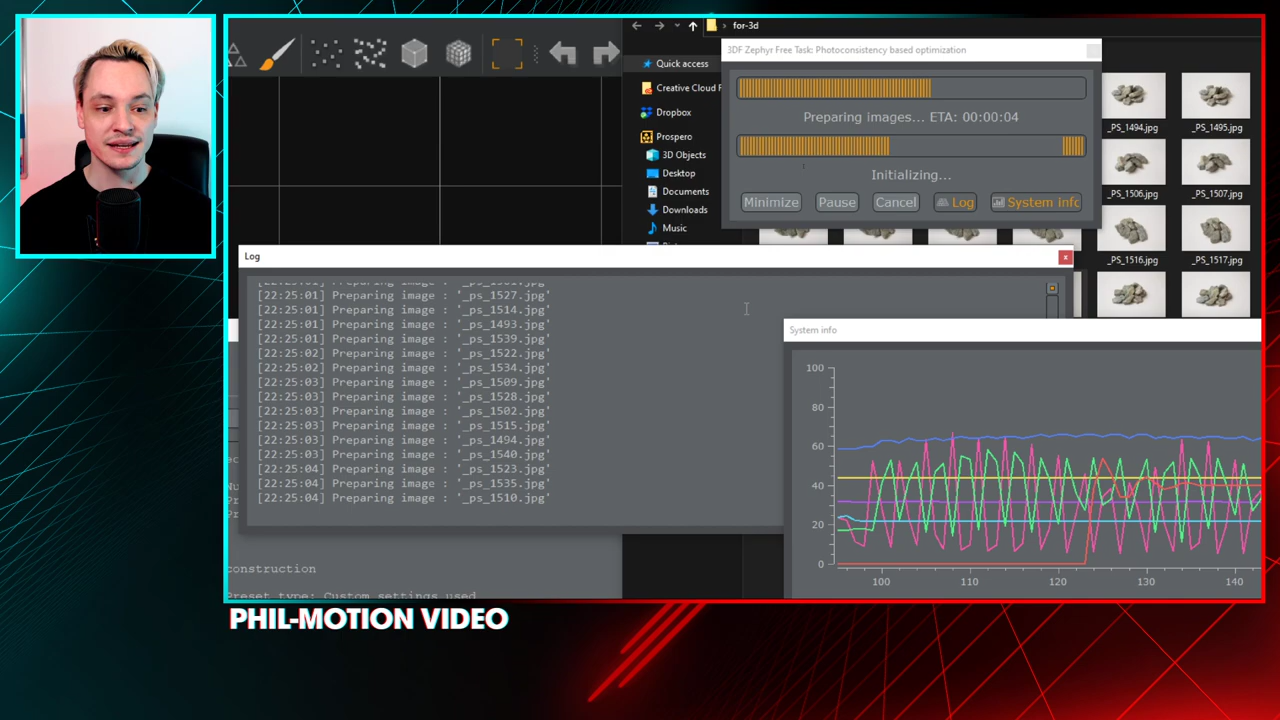 for-3d
3DF Zephyr Free Task: Photoconsistency based optimization
Quick access
Creative Cloud F
Dropbox
Prospero
3D Objects
Desktop
Documents
Downloads
Music
Preparing images... ETA: 00:00:04
Initializing...
Minimize
Pause
Cancel
Log
System info
_PS_1494.jpg
_PS_1495.jpg
_PS_1506.jpg
_PS_1507.jpg
_PS_1516.jpg
_PS_1517.jpg
Log
[22:25:01] Preparing image : '_ps_1527.jpg'
[22:25:01] Preparing image : '_ps_1514.jpg'
[22:25:01] Preparing image : '_ps_1493.jpg'
[22:25:01] Preparing image : '_ps_1539.jpg'
[22:25:02] Preparing image : '_ps_1522.jpg'
[22:25:02] Preparing image : '_ps_1534.jpg'
[22:25:03] Preparing image : '_ps_1509.jpg'
[22:25:03] Preparing image : '_ps_1528.jpg'
[22:25:03] Preparing image : '_ps_1502.jpg'
[22:25:03] Preparing image : '_ps_1515.jpg'
[22:25:03] Preparing image : '_ps_1494.jpg'
[22:25:03] Preparing image : '_ps_1540.jpg'
[22:25:04] Preparing image : '_ps_1523.jpg'
[22:25:04] Preparing image : '_ps_1535.jpg'
[22:25:04] Preparing image : '_ps_1510.jpg'
System info
100
80
60
40
20
0
100 110 120 130 140
construction
Preset type: Custom settings used
PHIL-MOTION VIDEO